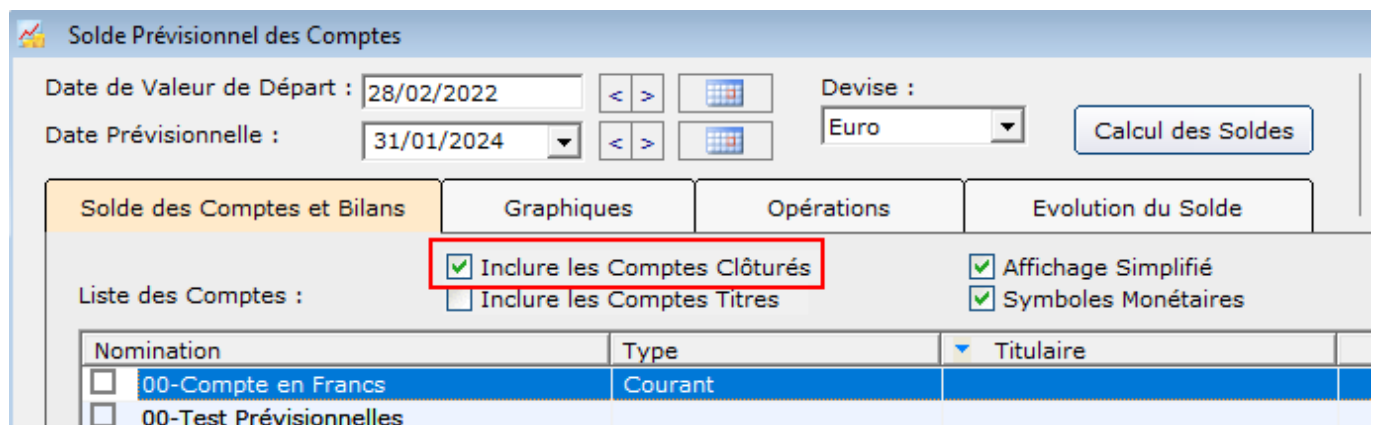 Solde Prévisionnel des Comptes
Date de Valeur de Départ : 28/02/2022 < > Devise :
Date Prévisionnelle : 31/01/2024 < > Euro Calcul des Soldes
Solde des Comptes et Bilans Graphiques Opérations Evolution du Solde
Inclure les Comptes Clôturés Affichage Simplifié
Liste des Comptes : Inclure les Comptes Titres Symboles Monétaires
Nomination Type Titulaire
00-Compte en Francs Courant
00-Test Prévisionnelles